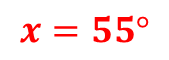 x = 55°